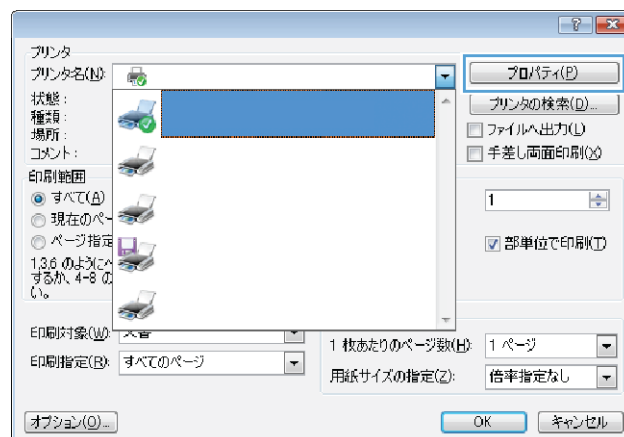 プリンタ
プリンタ名(N):
プロパティ(P)
状態 :
種類 :
場所 :
コメント :
プリンタの検索(D)...
ファイルへ出力(L)
手差し両面印刷(X)
印刷範囲
すべて(A)
現在のペー
ページ指定
1,3,6 のように
するか、4-8 の
い。
1
部単位で印刷(T)
印刷対象(W):
印刷指定(R): すべてのページ
1 枚あたりのページ数(H): 1 ページ
用紙サイズの指定(Z): 倍率指定なし
オプション(O)...
OK
キャンセル